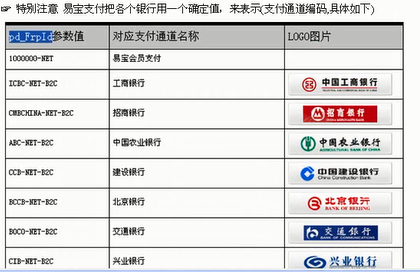 ☞ 特别注意 易宝支付把各个银行用一个确定值，来表示(支付通道编码,具体如下)
pd_FrpId参数值 对应支付通道名称 LOGO图片
1000000-NET 易宝会员支付
ICBC-NET-B2C 工商银行 中国工商银行
CMBCHINA-NET-B2C 招商银行 招商银行
ABC-NET-B2C 中国农业银行 中国农业银行 AGRICULTURAL BANK OF CHINA
CCB-NET-B2C 建设银行 中国建设银行 China Construction Bank
BCCB-NET-B2C 北京银行 北京银行 BANK OF BEIJING
BOCO-NET-B2C 交通银行 交通银行 BANK OF COMMUNICATIONS
CIB-NET-B2C 兴业银行 兴业银行